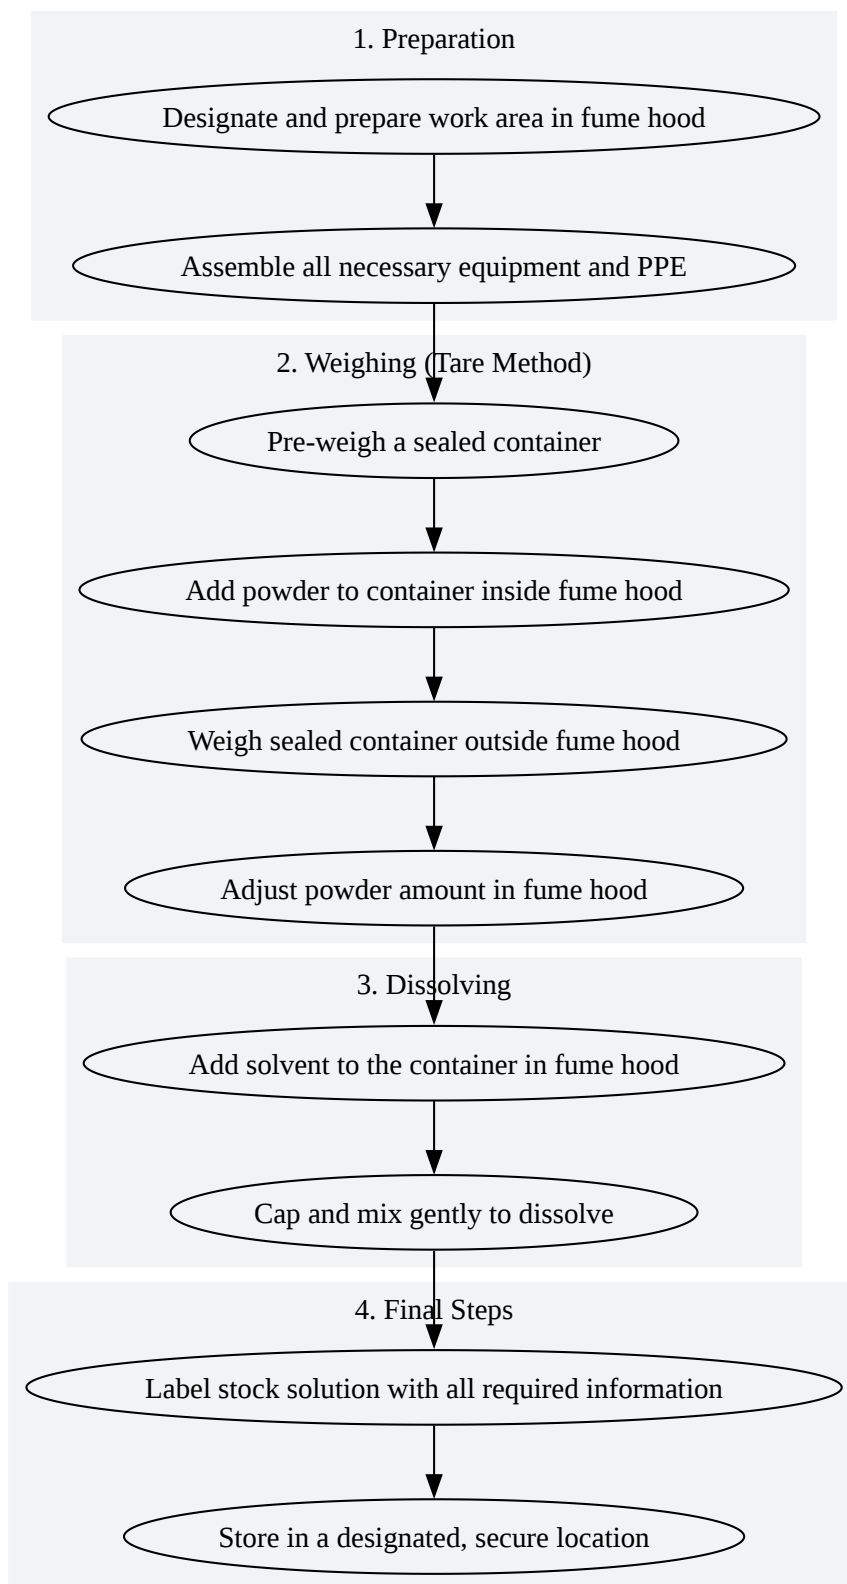 1. Preparation
Designate and prepare work area in fume hood
Assemble all necessary equipment and PPE
2. Weighing (Tare Method)
Pre-weigh a sealed container
Add powder to container inside fume hood
Weigh sealed container outside fume hood
Adjust powder amount in fume hood
3. Dissolving
Add solvent to the container in fume hood
Cap and mix gently to dissolve
4. Final Steps
Label stock solution with all required information
Store in a designated, secure location